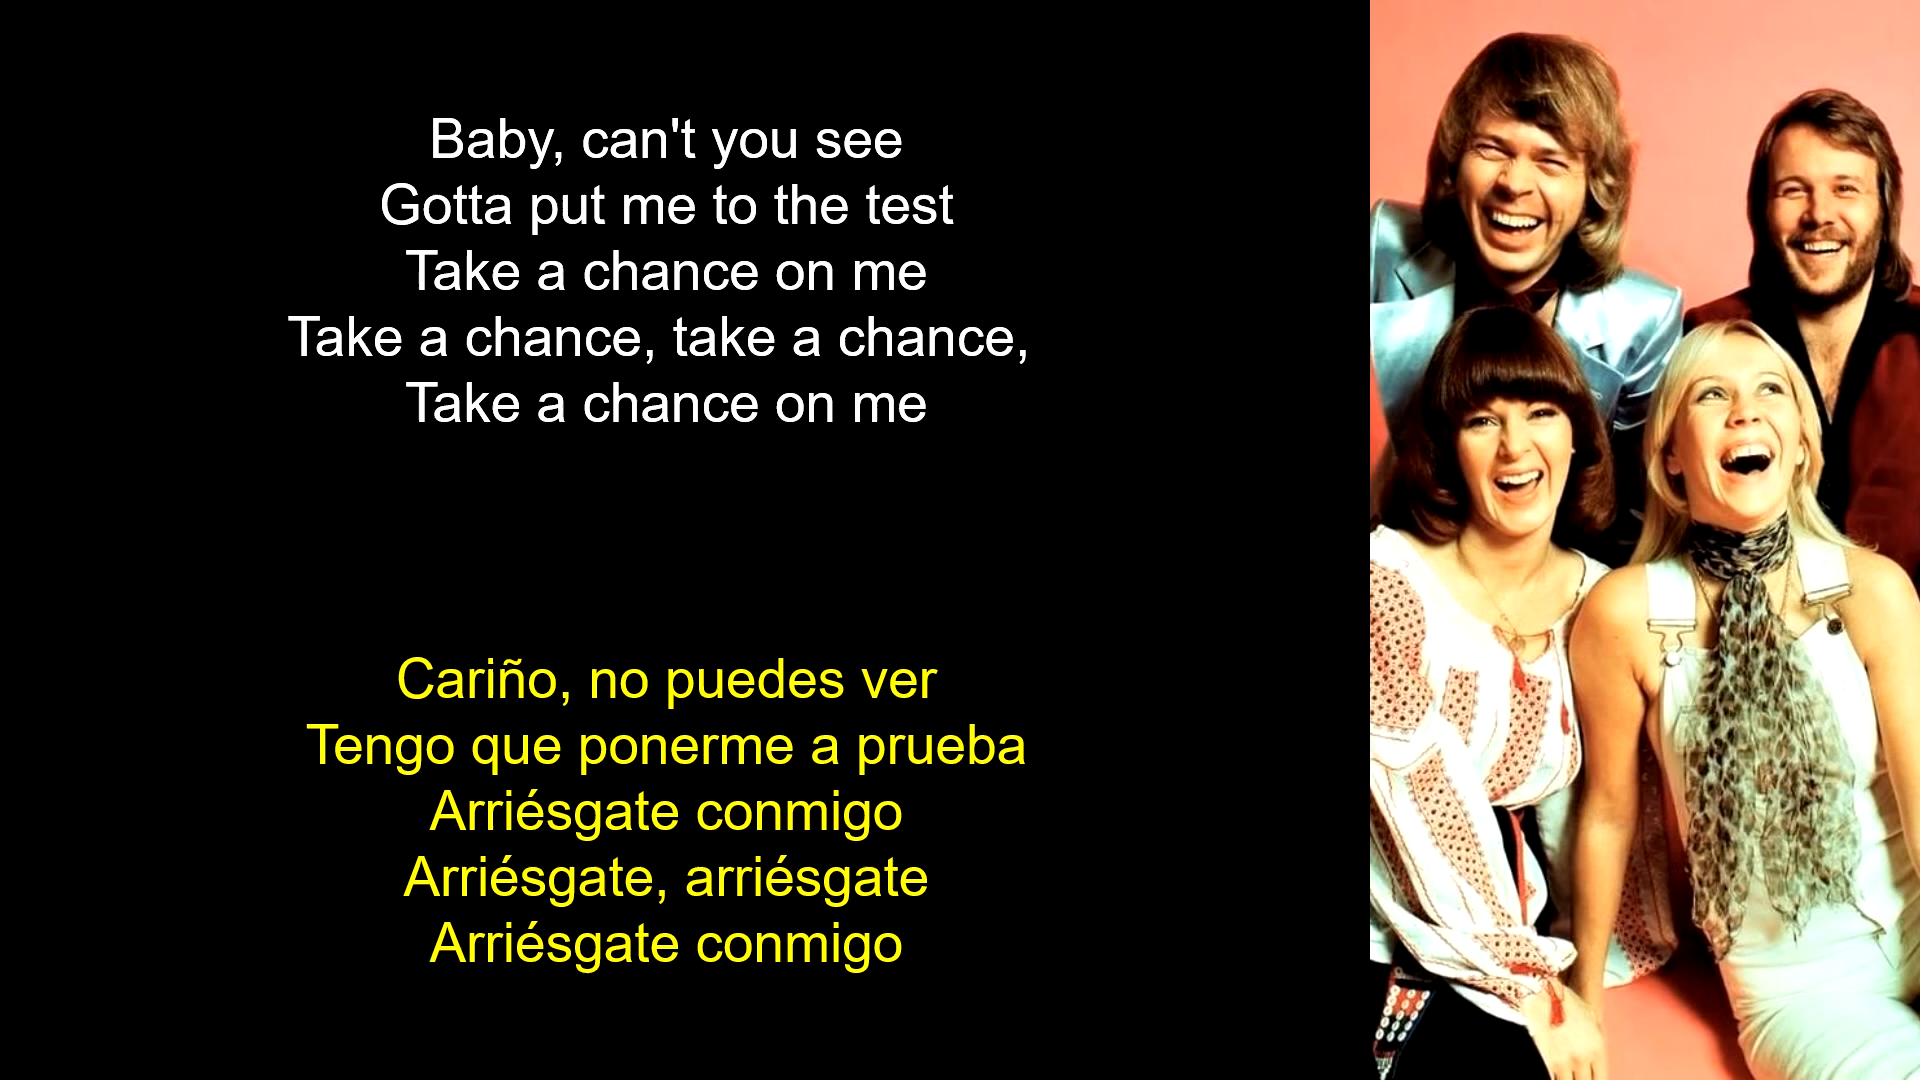 Baby, can't you see
Gotta put me to the test
Take a chance on me
Take a chance, take a chance,
Take a chance on me
Cariño, no puedes ver
Tengo que ponerme a prueba
Arriésgate conmigo
Arriésgate, arriésgate
Arriésgate conmigo